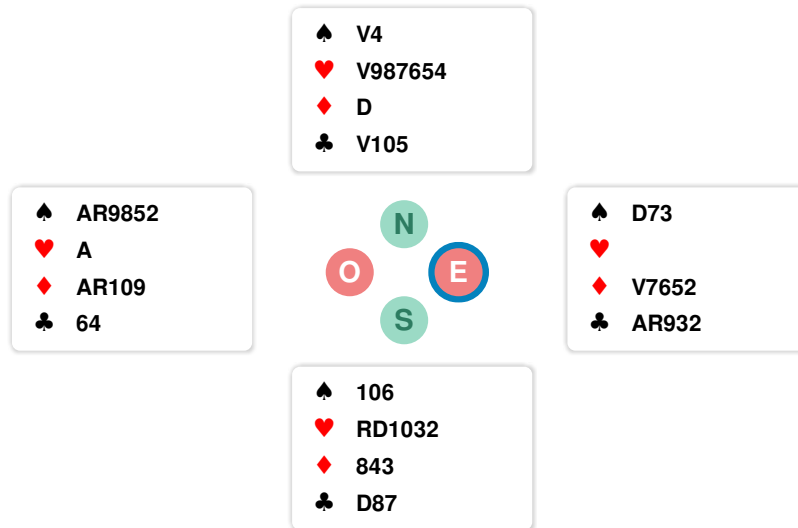 ♠ V4
♥ V987654
♦ D
♣ V105
♠ AR9852
♥ A
♦ AR109
♣ 64
N
O
E
S
♠ D73
♥
♦ V7652
♣ AR932
♠ 106
♥ RD1032
♦ 843
♣ D87